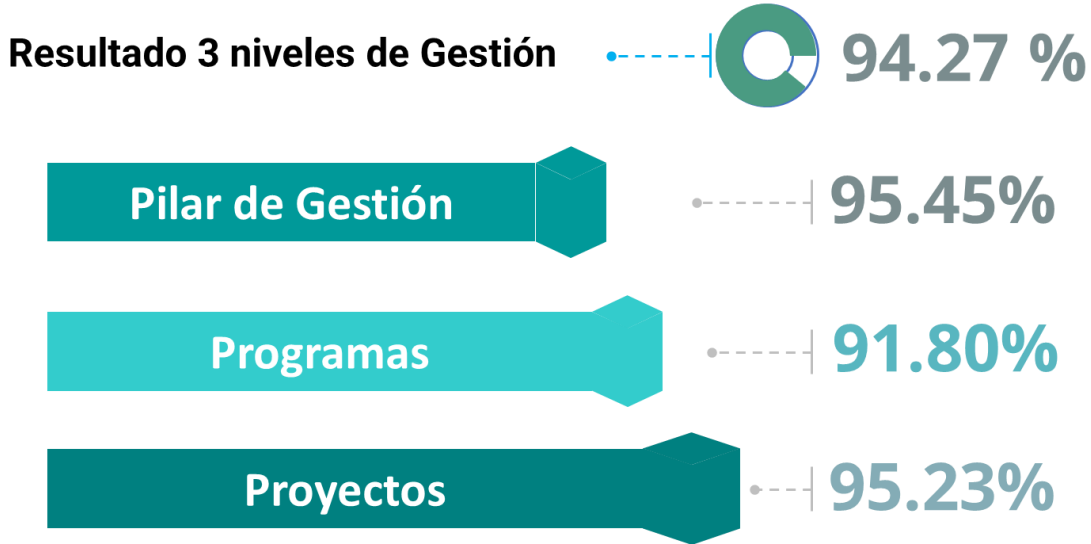 Resultado 3 niveles de Gestión
94.27 %
Pilar de Gestión
95.45%
Programas
91.80%
Proyectos
95.23%